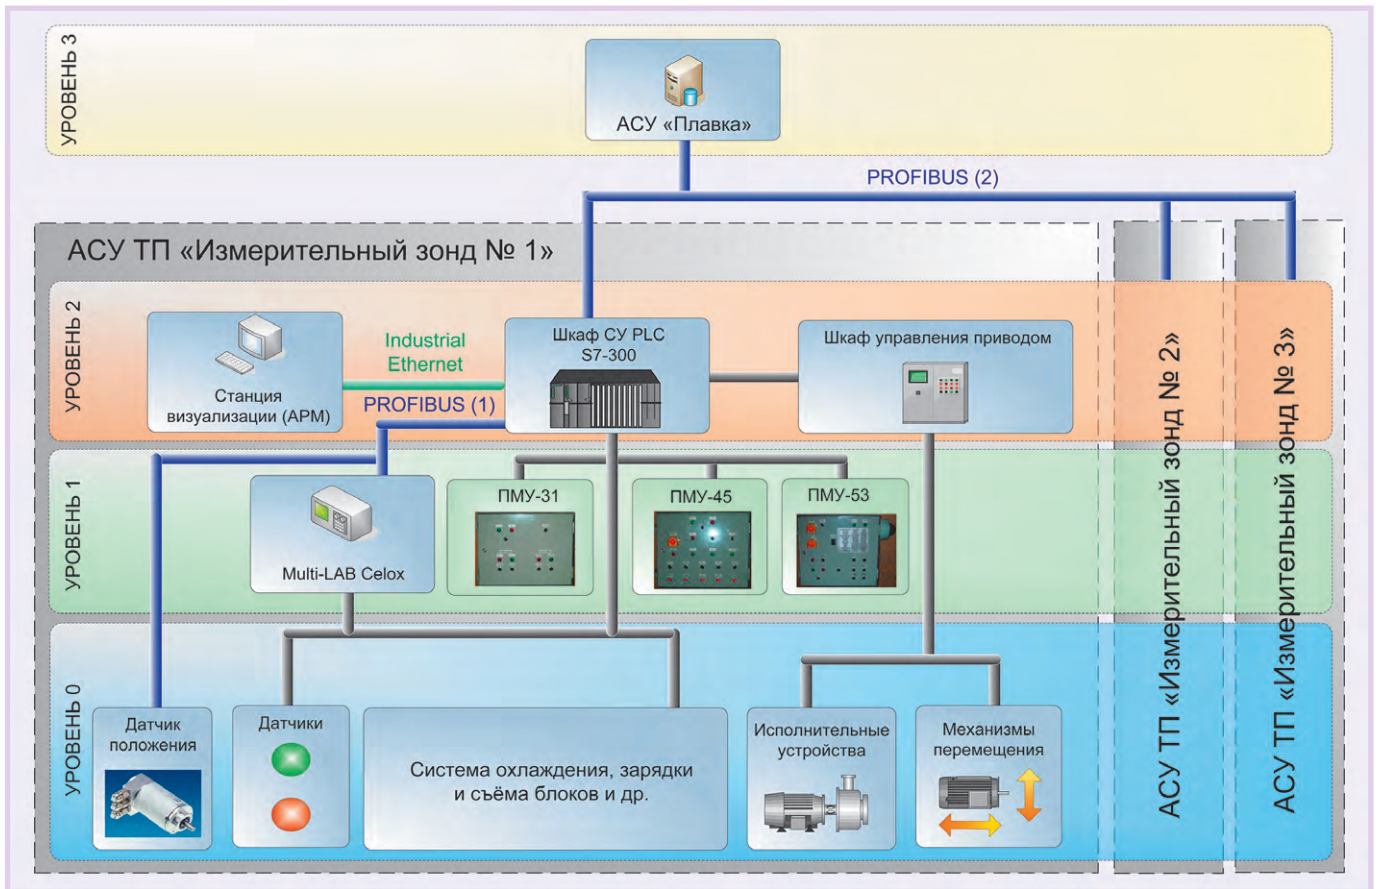 УРОВЕНЬ 3
АСУ «Плавка»
PROFIBUS (2)
АСУ ТП «Измерительный зонд № 1»
УРОВЕНЬ 2
Станция
визуализации (АРМ)
Industrial
Ethernet
PROFIBUS (1)
Шкаф СУ PLC
S7-300
Шкаф управления приводом
УРОВЕНЬ 1
Multi-LAB Celox
ПМУ-31
ПМУ-45
ПМУ-53
УРОВЕНЬ 0
Датчик
положения
Датчики
Система охлаждения, зарядки
и съёма блоков и др.
Исполнительные
устройства
Механизмы
перемещения
АСУ ТП «Измерительный зонд № 2»
АСУ ТП «Измерительный зонд № 3»